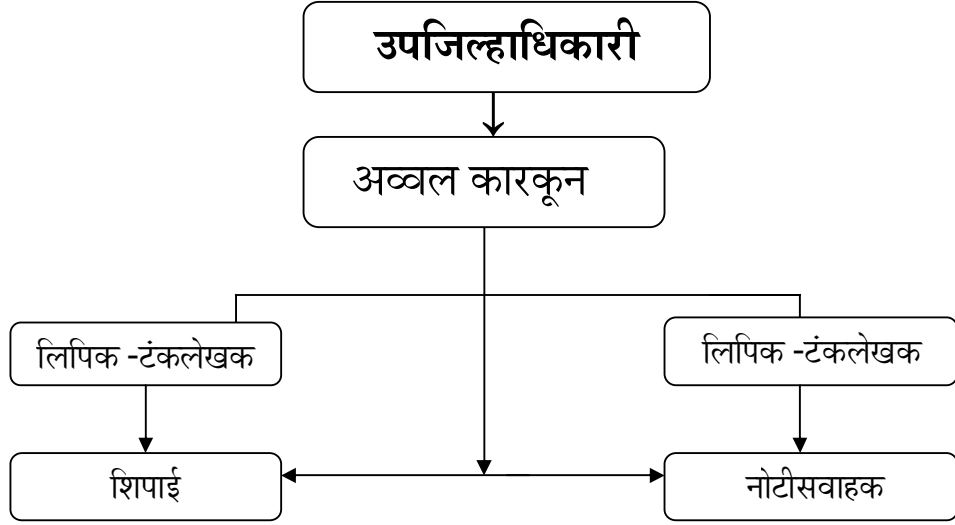 उपजिल्हाधिकारी
अव्वल कारकून
लिपिक -टंकलेखक
लिपिक -टंकलेखक
शिपाई
नोटीसवाहक